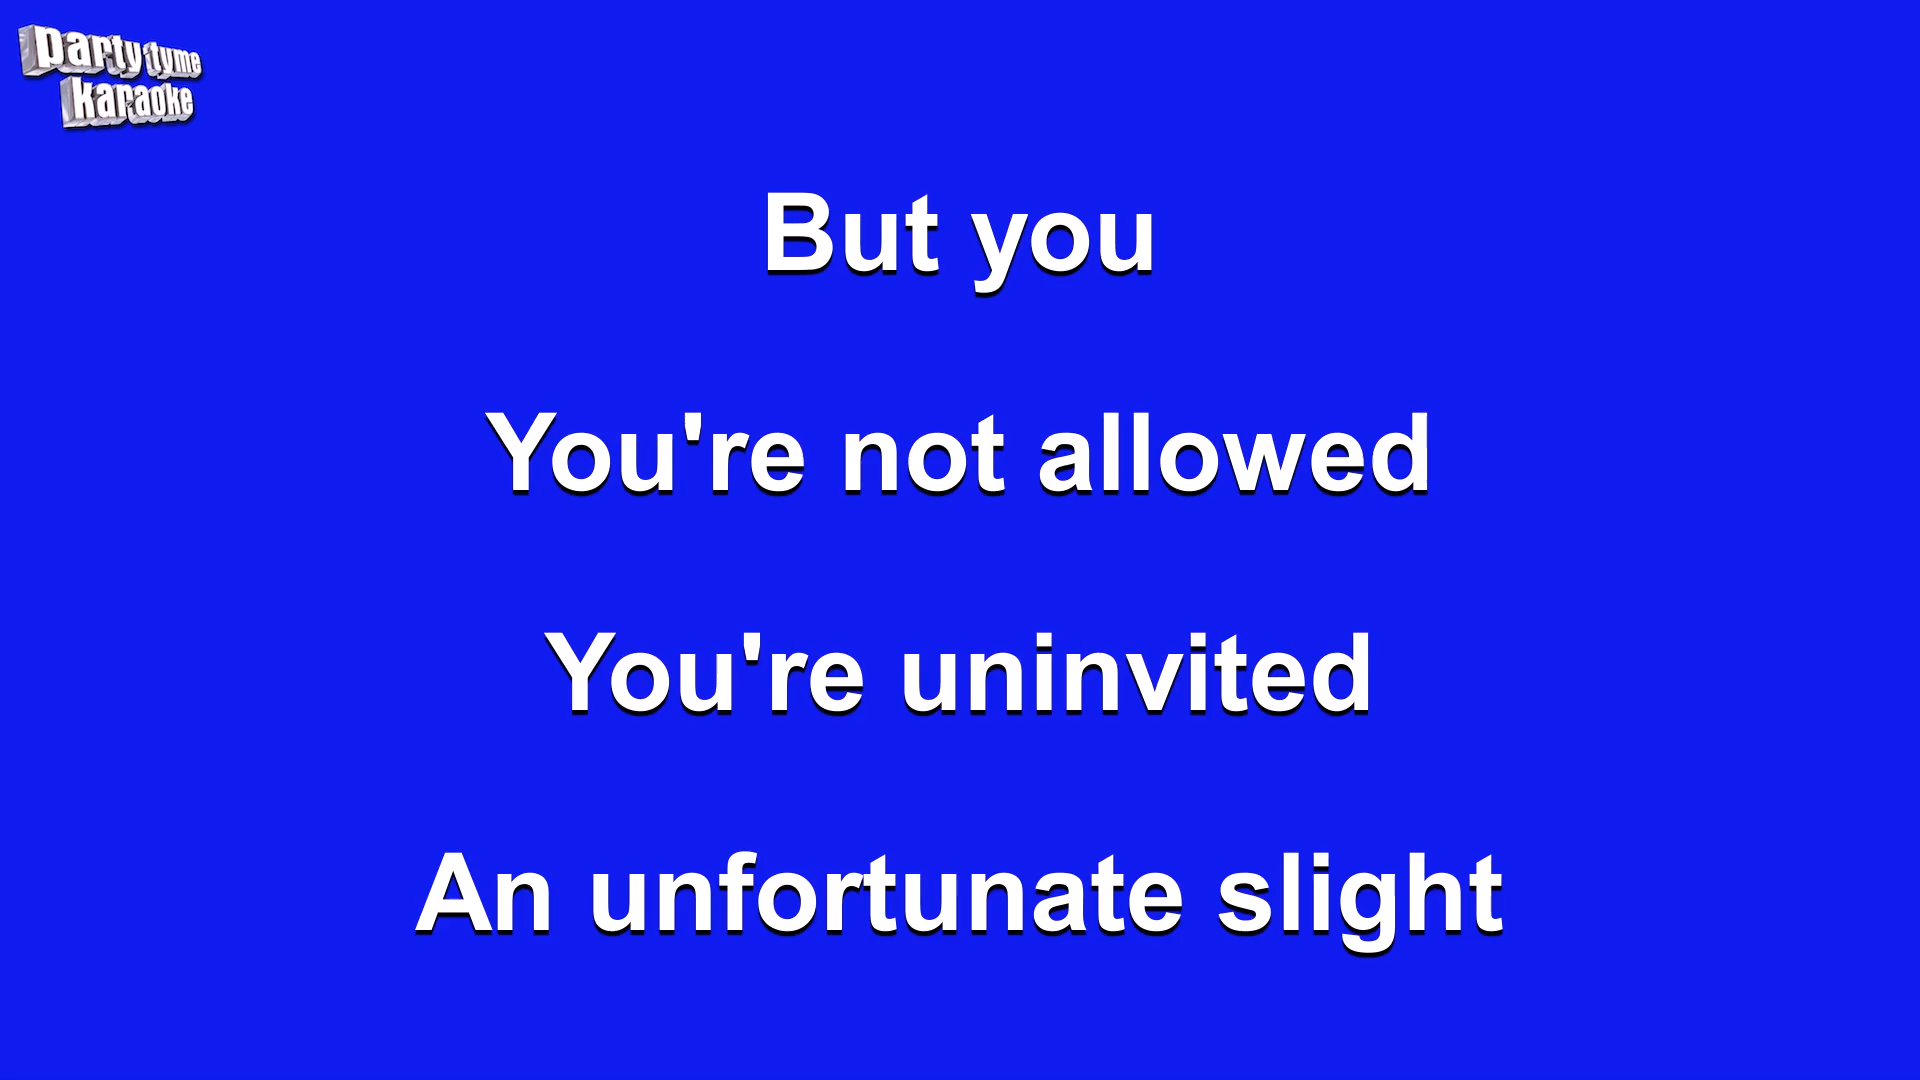 party tyme
karaoke
But you
You're not allowed
You're uninvited
An unfortunate slight